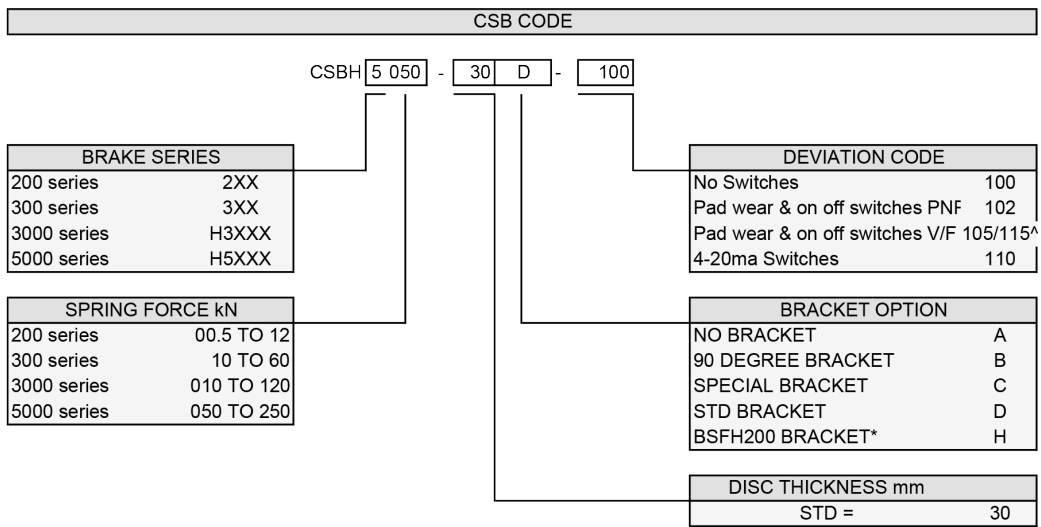 CSB CODE
CSBH 5 050 - 30 D - 100
BRAKE SERIES
200 series 2XX
300 series 3XX
3000 series H3XXX
5000 series H5XXX
SPRING FORCE kN
200 series 00.5 TO 12
300 series 10 TO 60
3000 series 010 TO 120
5000 series 050 TO 250
DEVIATION CODE
No Switches 100
Pad wear & on off switches PNF 102
Pad wear & on off switches V/F 105/115^
4-20ma Switches 110
BRACKET OPTION
NO BRACKET A
90 DEGREE BRACKET B
SPECIAL BRACKET C
STD BRACKET D
BSFH200 BRACKET* H
DISC THICKNESS mm
STD = 30